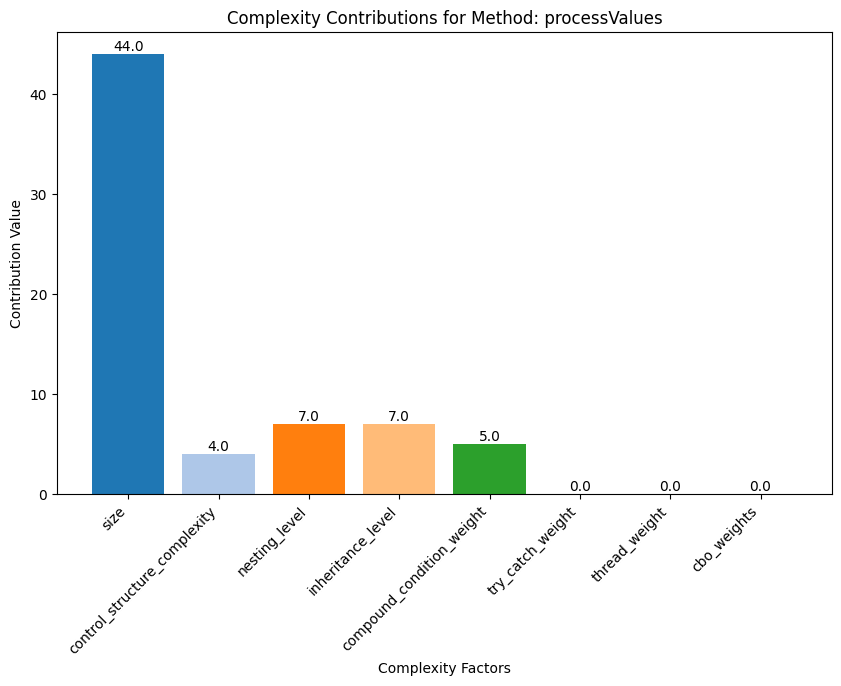 Complexity Contributions for Method: processValues
Contribution Value
40
30
20
10
0
44.0
4.0
7.0
7.0
5.0
0.0
0.0
0.0
size
control_structure_complexity
nesting_level
inheritance_level
compound_condition_weight
try_catch_weight
thread_weight
cbo_weights
Complexity Factors